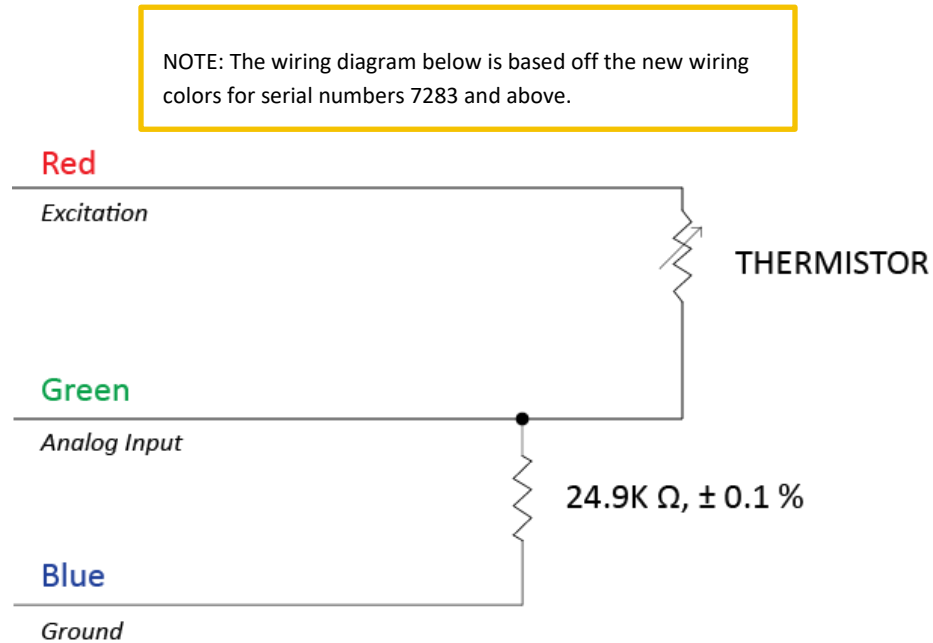 NOTE: The wiring diagram below is based off the new wiring
colors for serial numbers 7283 and above.
Red
Excitation
THERMISTOR
Green
Analog Input
24.9K Ω, ± 0.1 %
Blue
Ground